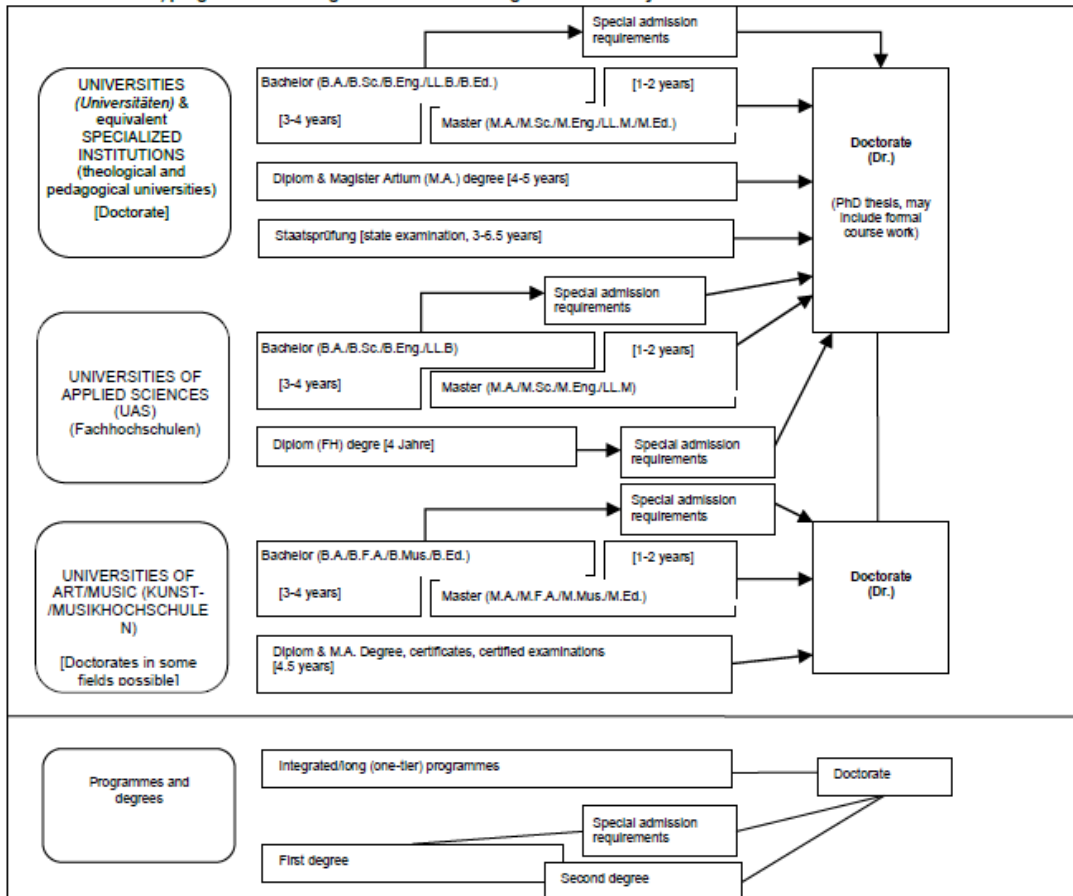 Special admission
requirements
UNIVERSITIES
(Universitäten) &
equivalent
SPECIALIZED
INSTITUTIONS
(theological and
pedagogical universities)
[Doctorate]
Bachelor (B.A./B.Sc./B.Eng./LL.B./B.Ed.)
[1-2 years]
[3-4 years]
Master (M.A./M.Sc./M.Eng./LL.M./M.Ed.)
Diplom & Magister Artium (M.A.) degree [4-5 years]
Staatsprüfung [state examination, 3-6.5 years]
Doctorate
(Dr.)
(PhD thesis, may
include formal
course work)
UNIVERSITIES OF
APPLIED SCIENCES
(UAS)
(Fachhochschulen)
Special admission
requirements
Bachelor (B.A./B.Sc./B.Eng./LL.B)
[1-2 years]
[3-4 years]
Master (M.A./M.Sc./M.Eng./LL.M)
Diplom (FH) degre [4 Jahre]
Special admission
requirements
UNIVERSITIES OF
ART/MUSIC (KUNST-
/MUSIKHOCHSCHULE
N)
[Doctorates in some
fields possible]
Special admission
requirements
Bachelor (B.A./B.F.A./B.Mus./B.Ed.)
[1-2 years]
[3-4 years]
Master (M.A./M.F.A./M.Mus./M.Ed.)
Diplom & M.A. Degree, certificates, certified examinations
[4.5 years]
Doctorate
(Dr.)
Programmes and
degrees
Integrated/long (one-tier) programmes
Doctorate
Special admission
requirements
First degree
Second degree